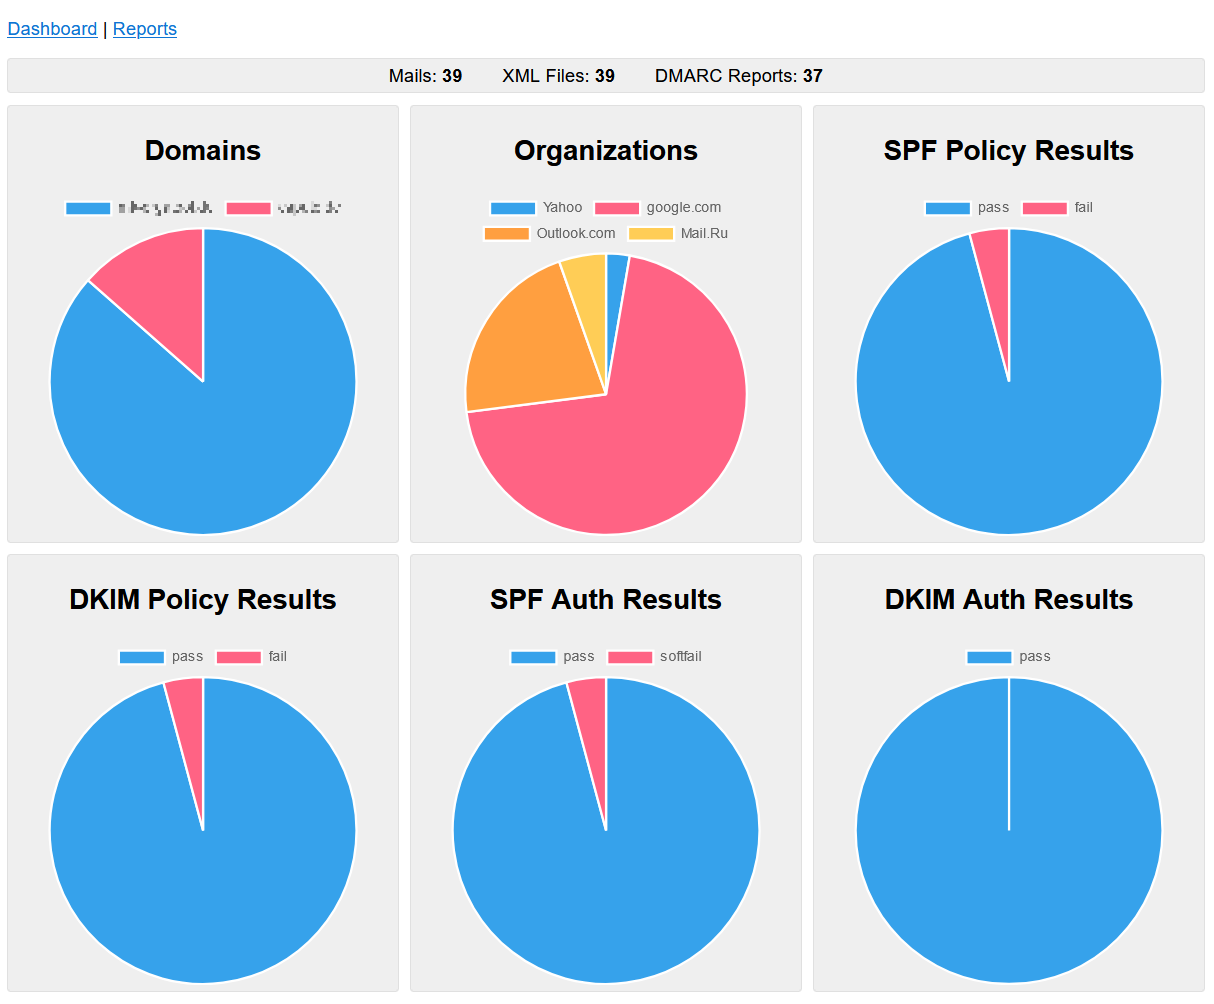 Dashboard | Reports
Mails: 39 XML Files: 39 DMARC Reports: 37
Domains
Organizations
Yahoo google.com
Outlook.com Mail.Ru
SPF Policy Results
pass fail
DKIM Policy Results
pass fail
SPF Auth Results
pass softfail
DKIM Auth Results
pass